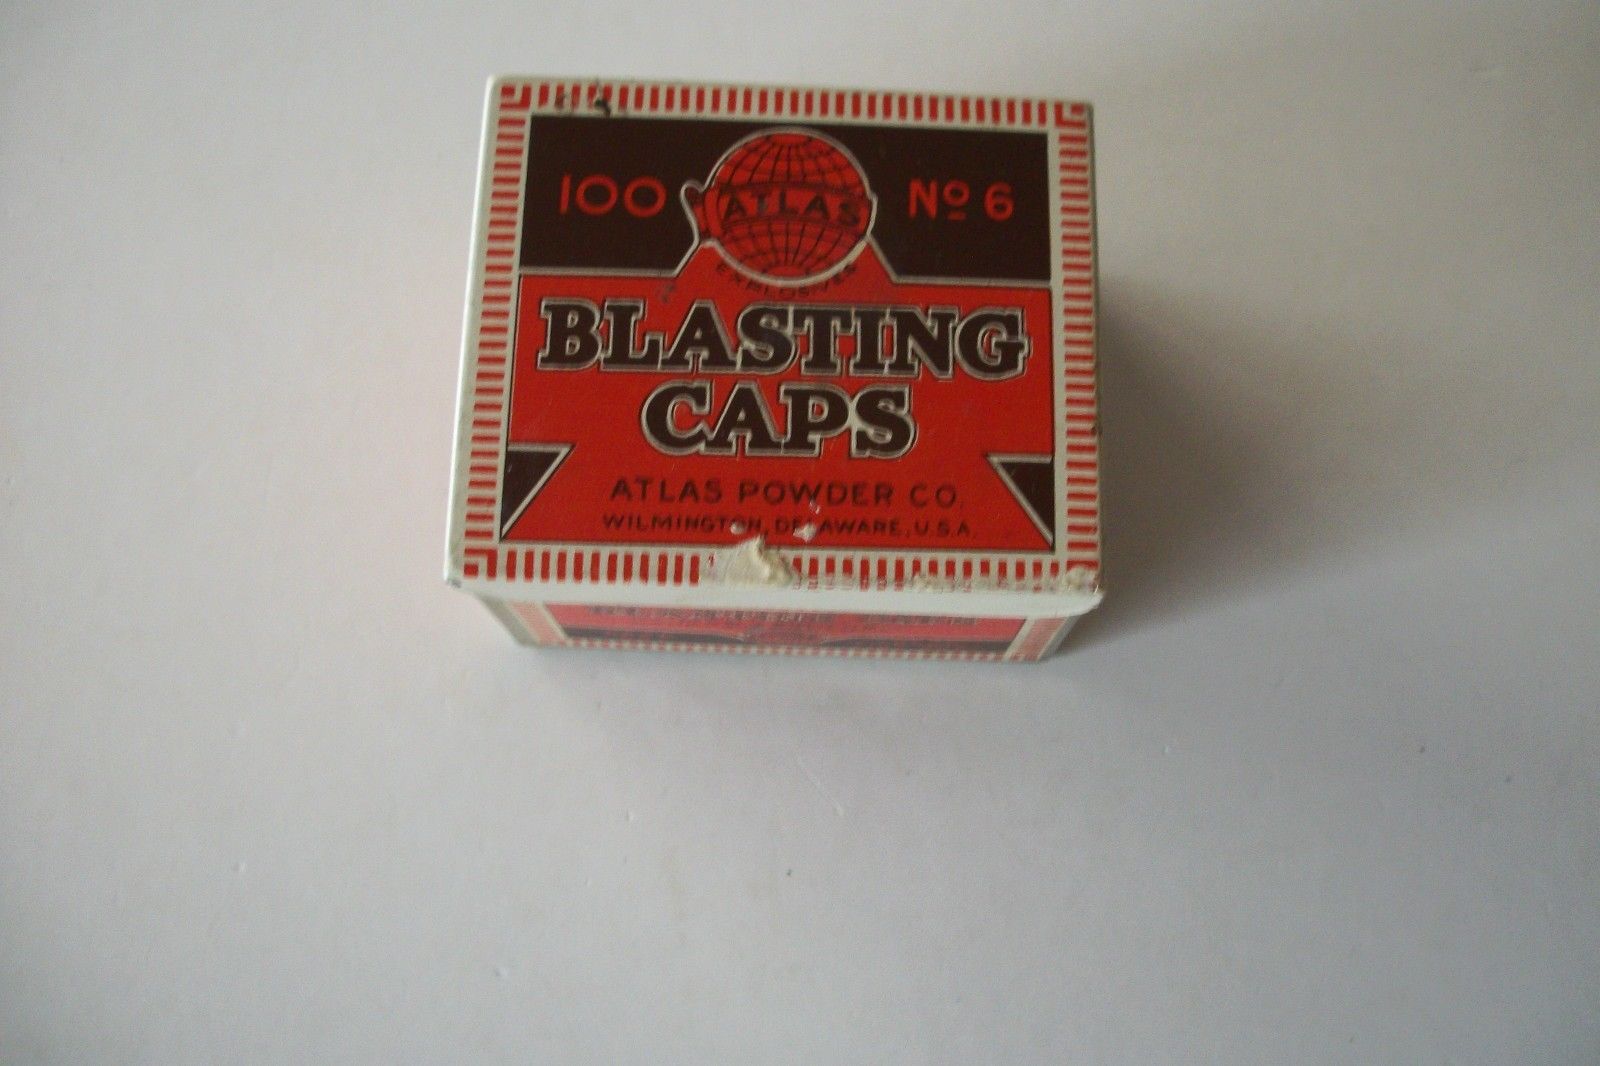 100
ATLAS
No 6
EXPLOSIVES
BLASTING
CAPS
ATLAS POWDER CO.
WILMINGTON, DELAWARE, U.S.A.